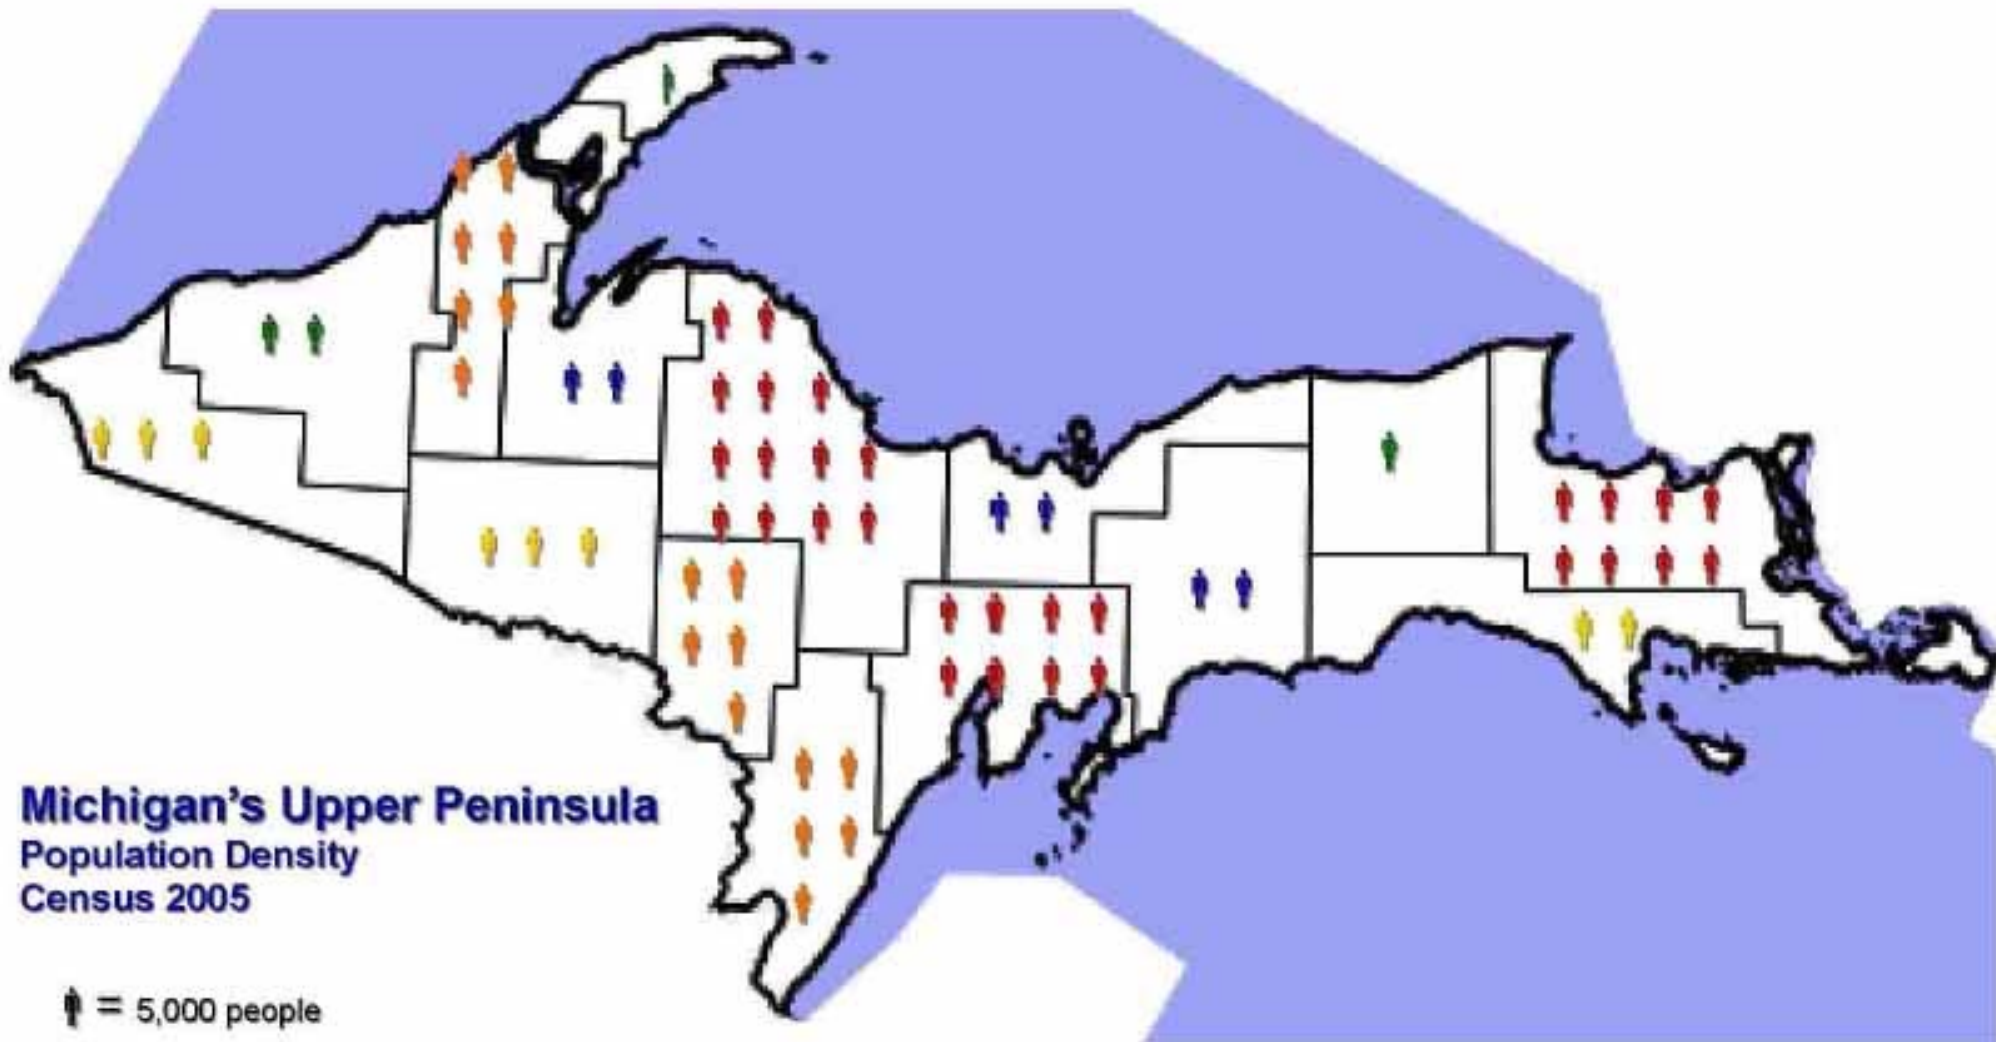 Michigan's Upper Peninsula
Population Density
Census 2005
= 5,000 people